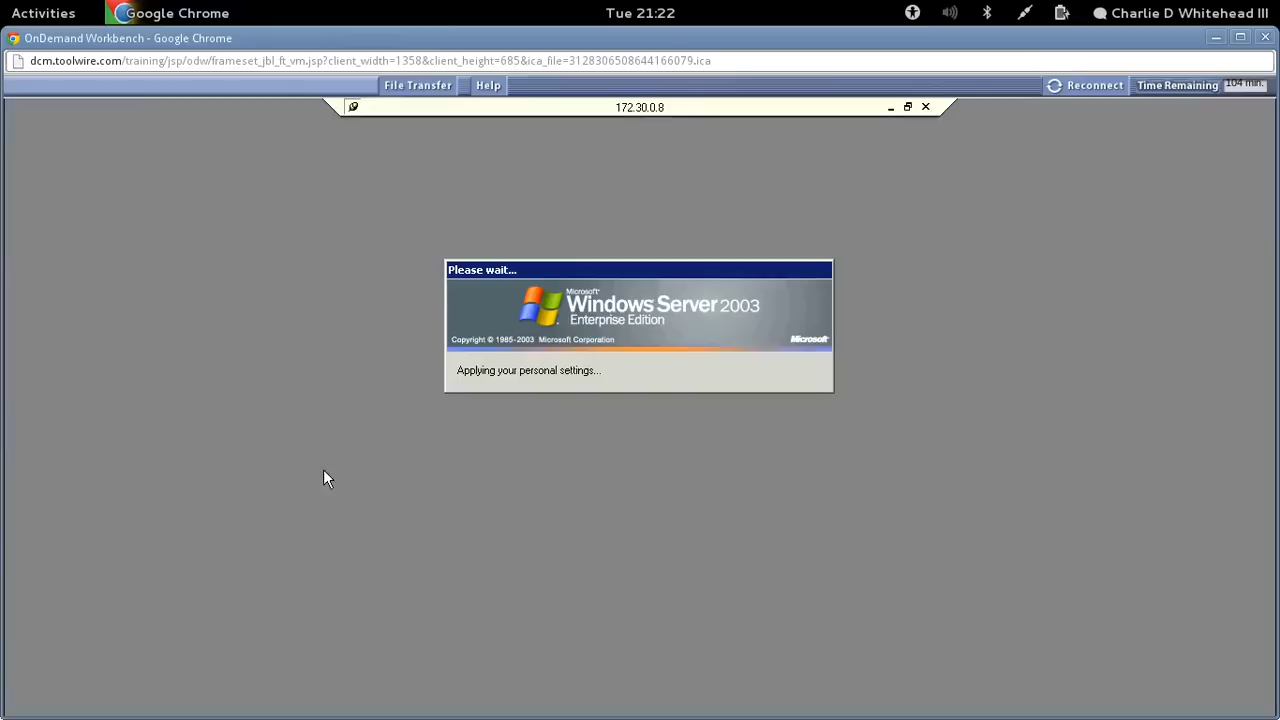 Activities Google Chrome Tue 21:22 Charlie D Whitehead III
OnDemand Workbench - Google Chrome
dcm.toolwire.com/training/jsp/odw/frameset_jbl_ft_vm.jsp?client_width=1358&client_height=685&ica_file=3128306508644166079.ica
File Transfer Help Reconnect Time Remaining 104 min.
172.30.0.8
Please wait...
Microsoft
Windows Server 2003
Enterprise Edition
Copyright © 1985-2003 Microsoft Corporation Microsoft
Applying your personal settings...